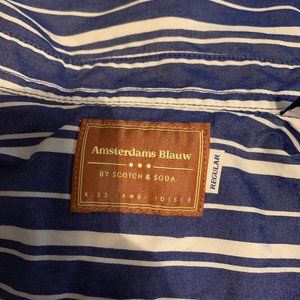 Amsterdams Blauw
BY SCOTCH & SODA
REGULAR